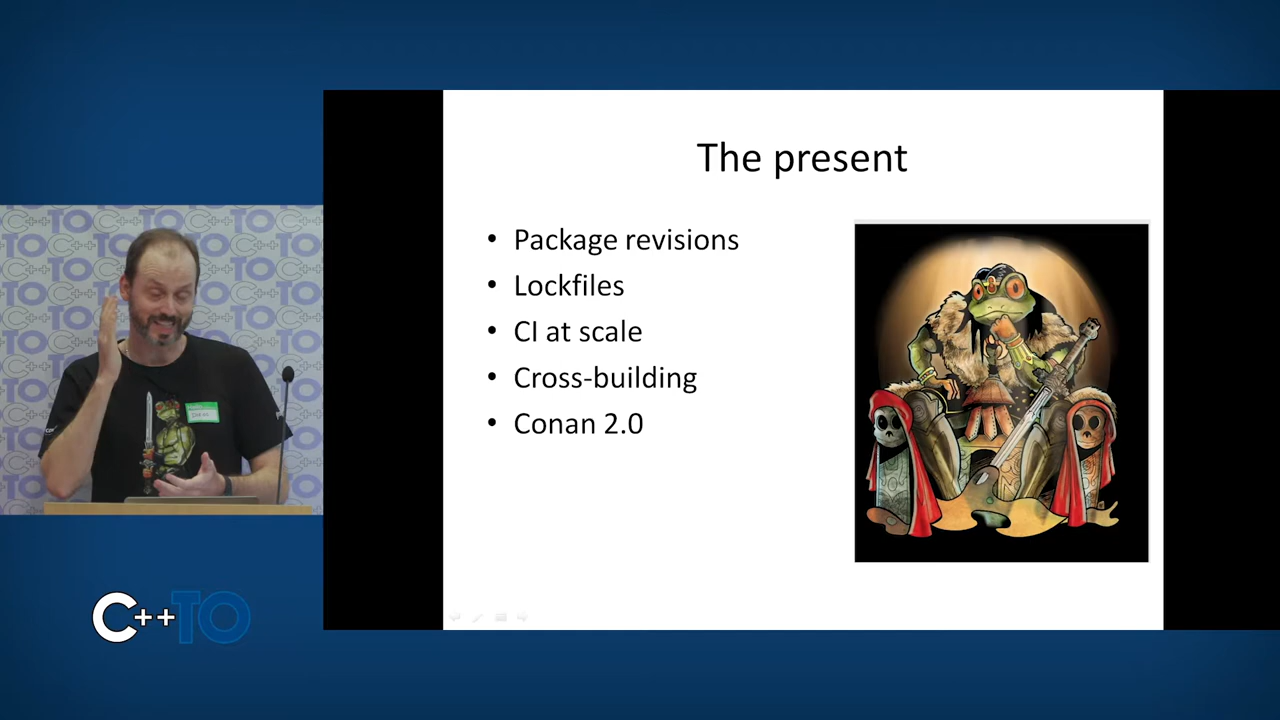 The present
• Package revisions
• Lockfiles
• CI at scale
• Cross-building
• Conan 2.0
C++TO